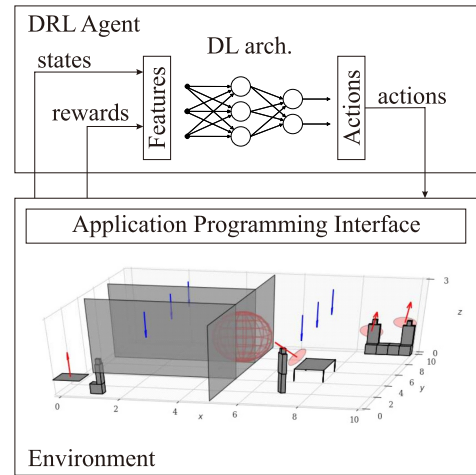 DRL Agent
DL arch.
states
rewards
Features
Actions
actions
Application Programming Interface
3
z
0
10
8
6
4
2
0
y
0
2
4
6
8
10
x
Environment